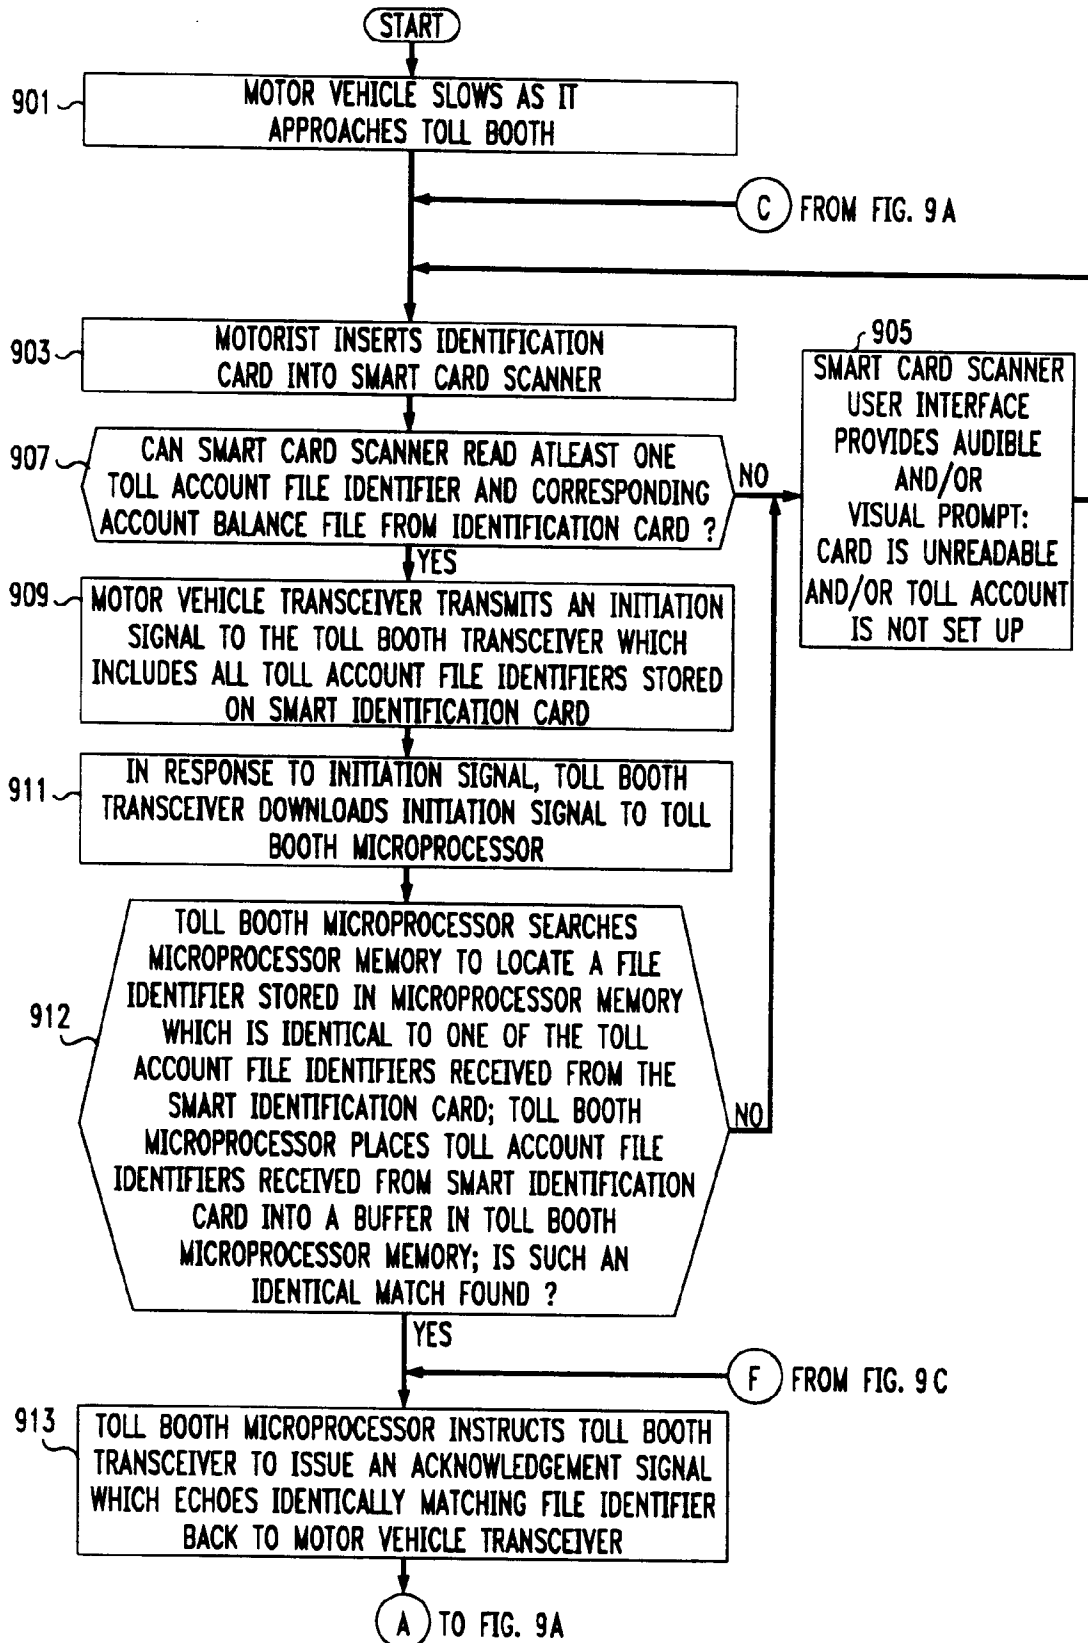 START
901
MOTOR VEHICLE SLOWS AS IT
APPROACHES TOLL BOOTH
C FROM FIG. 9A
903
MOTORIST INSERTS IDENTIFICATION
CARD INTO SMART CARD SCANNER
905
SMART CARD SCANNER
USER INTERFACE
PROVIDES AUDIBLE
AND/OR
VISUAL PROMPT:
CARD IS UNREADABLE
AND/OR TOLL ACCOUNT
IS NOT SET UP
907
CAN SMART CARD SCANNER READ ATLEAST ONE
TOLL ACCOUNT FILE IDENTIFIER AND CORRESPONDING
ACCOUNT BALANCE FILE FROM IDENTIFICATION CARD ?
NO
YES
909
MOTOR VEHICLE TRANSCEIVER TRANSMITS AN INITIATION
SIGNAL TO THE TOLL BOOTH TRANSCEIVER WHICH
INCLUDES ALL TOLL ACCOUNT FILE IDENTIFIERS STORED
ON SMART IDENTIFICATION CARD
911
IN RESPONSE TO INITIATION SIGNAL, TOLL BOOTH
TRANSCEIVER DOWNLOADS INITIATION SIGNAL TO TOLL
BOOTH MICROPROCESSOR
912
TOLL BOOTH MICROPROCESSOR SEARCHES
MICROPROCESSOR MEMORY TO LOCATE A FILE
IDENTIFIER STORED IN MICROPROCESSOR MEMORY
WHICH IS IDENTICAL TO ONE OF THE TOLL
ACCOUNT FILE IDENTIFIERS RECEIVED FROM THE
SMART IDENTIFICATION CARD; TOLL BOOTH
MICROPROCESSOR PLACES TOLL ACCOUNT FILE
IDENTIFIERS RECEIVED FROM SMART IDENTIFICATION
CARD INTO A BUFFER IN TOLL BOOTH
MICROPROCESSOR MEMORY; IS SUCH AN
IDENTICAL MATCH FOUND ?
NO
YES
F FROM FIG. 9C
913
TOLL BOOTH MICROPROCESSOR INSTRUCTS TOLL BOOTH
TRANSCEIVER TO ISSUE AN ACKNOWLEDGEMENT SIGNAL
WHICH ECHOES IDENTICALLY MATCHING FILE IDENTIFIER
BACK TO MOTOR VEHICLE TRANSCEIVER
A TO FIG. 9A